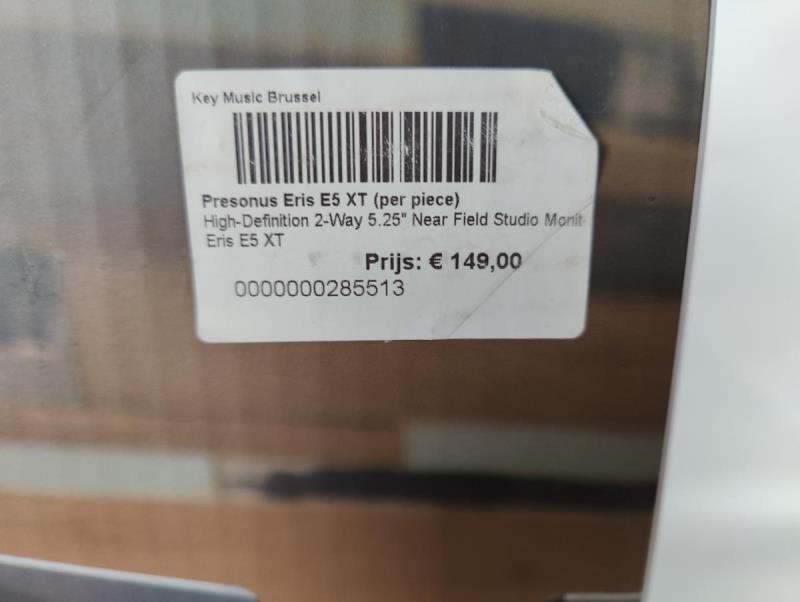 Key Music Brussel
Presonus Eris E5 XT (per piece)
High-Definition 2-Way 5.25" Near Field Studio Monit
Eris E5 XT
Prijs: € 149,00
0000000285513